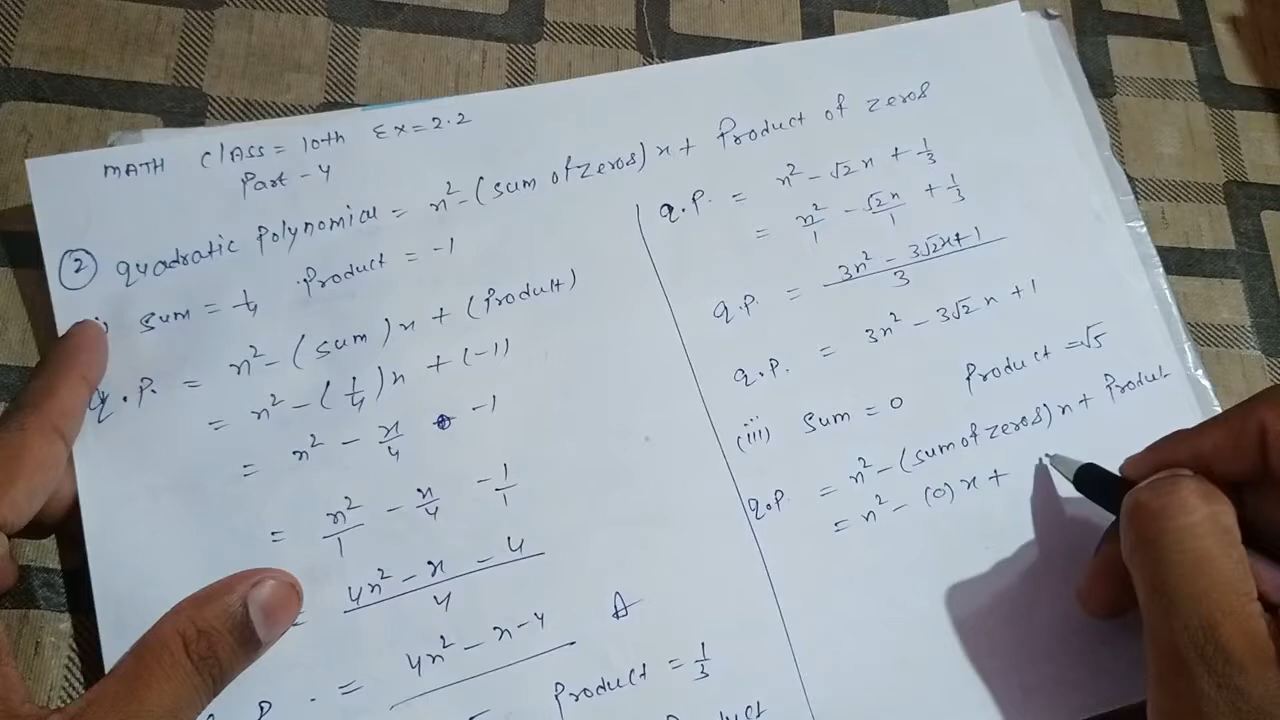 MATH Class = 10th Ex = 2.2
Part - 4
② quadratic Polynomial = x² - (sum of zeros) x + Product of zeros
sum = 1/4 Product = -1
q.P. = x² - (sum) x + (Product)
= x² - (1/4) x + (-1)
= x² - x/4 -1
= x²/1 - x/4 - 1/1
= 4x² - x - 4 / 4
= 4x² - x - 4 A
Product = 1/3
q.P. = x² - √2 x + 1/3
= x²/1 - √2x/1 + 1/3
q.P. = 3x² - 3√2x + 1 / 3
q.P. = 3x² - 3√2 x + 1
(iii) Sum = 0 Product = √5
q.P. = x² - (sum of zeros) x + Product
= x² - (0) x +